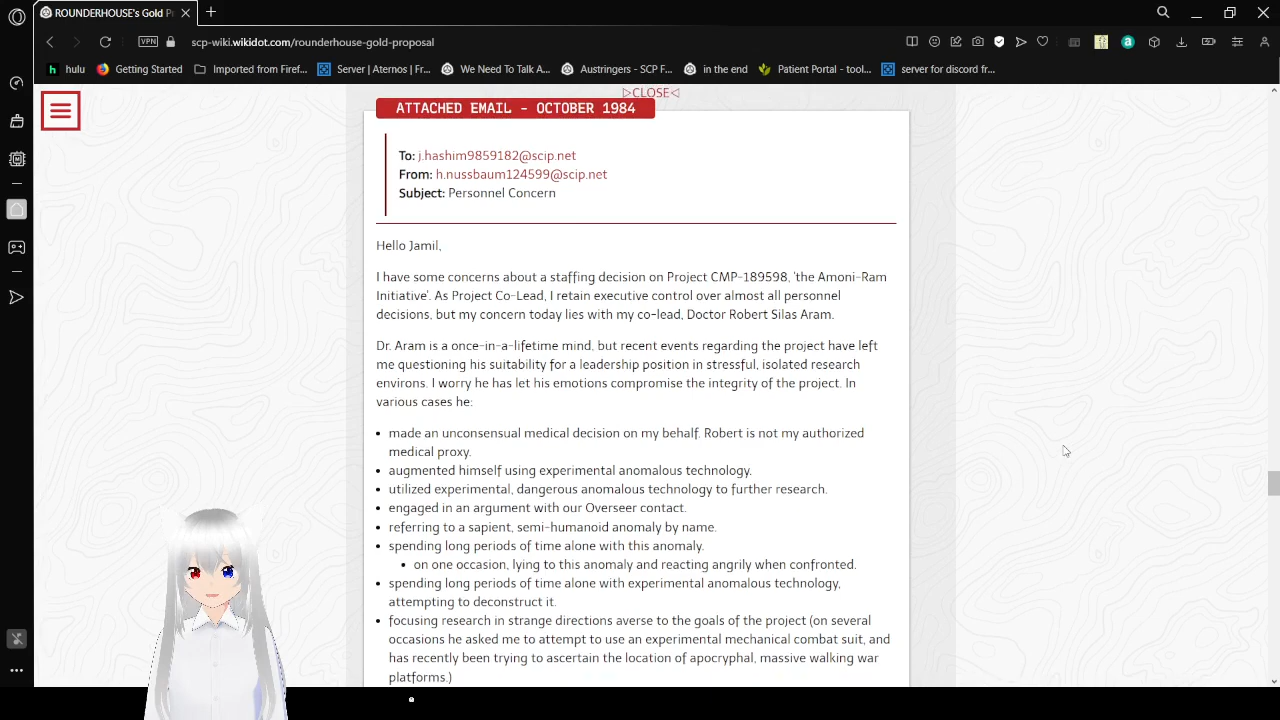 ROUNDERHOUSE's Gold P
VPN scp-wiki.wikidot.com/rounderhouse-gold-proposal
hulu Getting Started Imported from Firef... Server | Aternos | Fr... We Need To Talk A... Austringers - SCP F... in the end Patient Portal - tool... server for discord fr...
▷CLOSE◁
ATTACHED EMAIL - OCTOBER 1984
To: j.hashim9859182@scip.net
From: h.nussbaum124599@scip.net
Subject: Personnel Concern
Hello Jamil,
I have some concerns about a staffing decision on Project CMP-189598, 'the Amoni-Ram
Initiative'. As Project Co-Lead, I retain executive control over almost all personnel
decisions, but my concern today lies with my co-lead, Doctor Robert Silas Aram.
Dr. Aram is a once-in-a-lifetime mind, but recent events regarding the project have left
me questioning his suitability for a leadership position in stressful, isolated research
environs. I worry he has let his emotions compromise the integrity of the project. In
various cases he:
• made an unconsensual medical decision on my behalf. Robert is not my authorized
medical proxy.
• augmented himself using experimental anomalous technology.
• utilized experimental, dangerous anomalous technology to further research.
• engaged in an argument with our Overseer contact.
• referring to a sapient, semi-humanoid anomaly by name.
• spending long periods of time alone with this anomaly.
• on one occasion, lying to this anomaly and reacting angrily when confronted.
• spending long periods of time alone with experimental anomalous technology,
attempting to deconstruct it.
• focusing research in strange directions averse to the goals of the project (on several
occasions he asked me to attempt to use an experimental mechanical combat suit, and
has recently been trying to ascertain the location of apocryphal, massive walking war
platforms.)